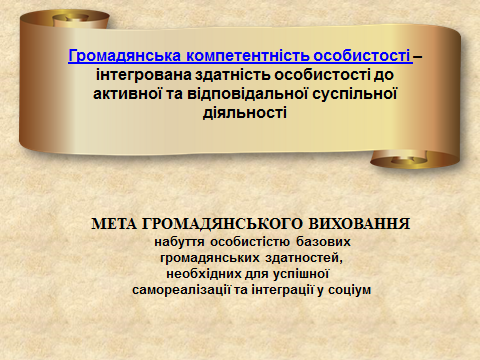 Громадянська компетентність особистості –
інтегрована здатність особистості до
активної та відповідальної суспільної
діяльності
МЕТА ГРОМАДЯНСЬКОГО ВИХОВАННЯ
набуття особистістю базових
громадянських здатностей,
необхідних для успішної
самореалізації та інтеграції у соціум